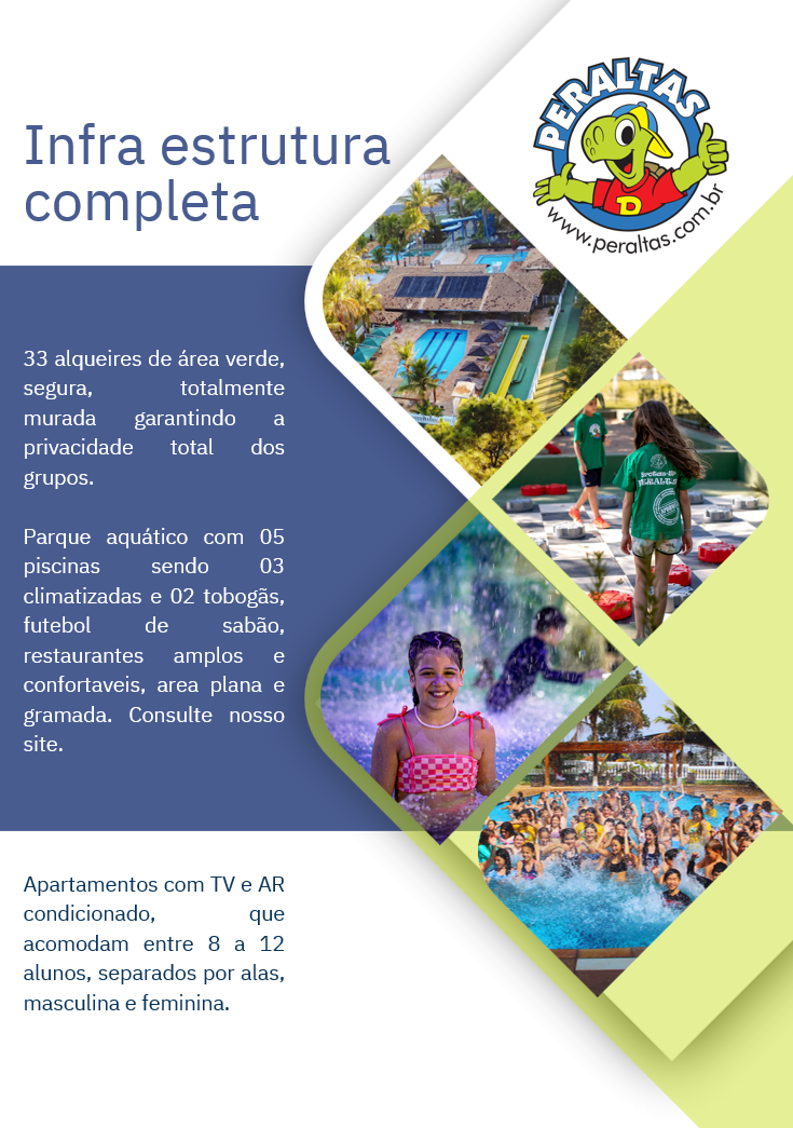 PERALTAS
D
www.peraltas.com.br
Infra estrutura
completa
33 alqueires de área verde,
segura, totalmente
murada garantindo a
privacidade total dos
grupos.
Parque aquático com 05
piscinas sendo 03
climatizadas e 02 tobogãs,
futebol de sabão,
restaurantes amplos e
confortaveis, area plana e
gramada. Consulte nosso
site.
Apartamentos com TV e AR
condicionado, que
acomodam entre 8 a 12
alunos, separados por alas,
masculina e feminina.